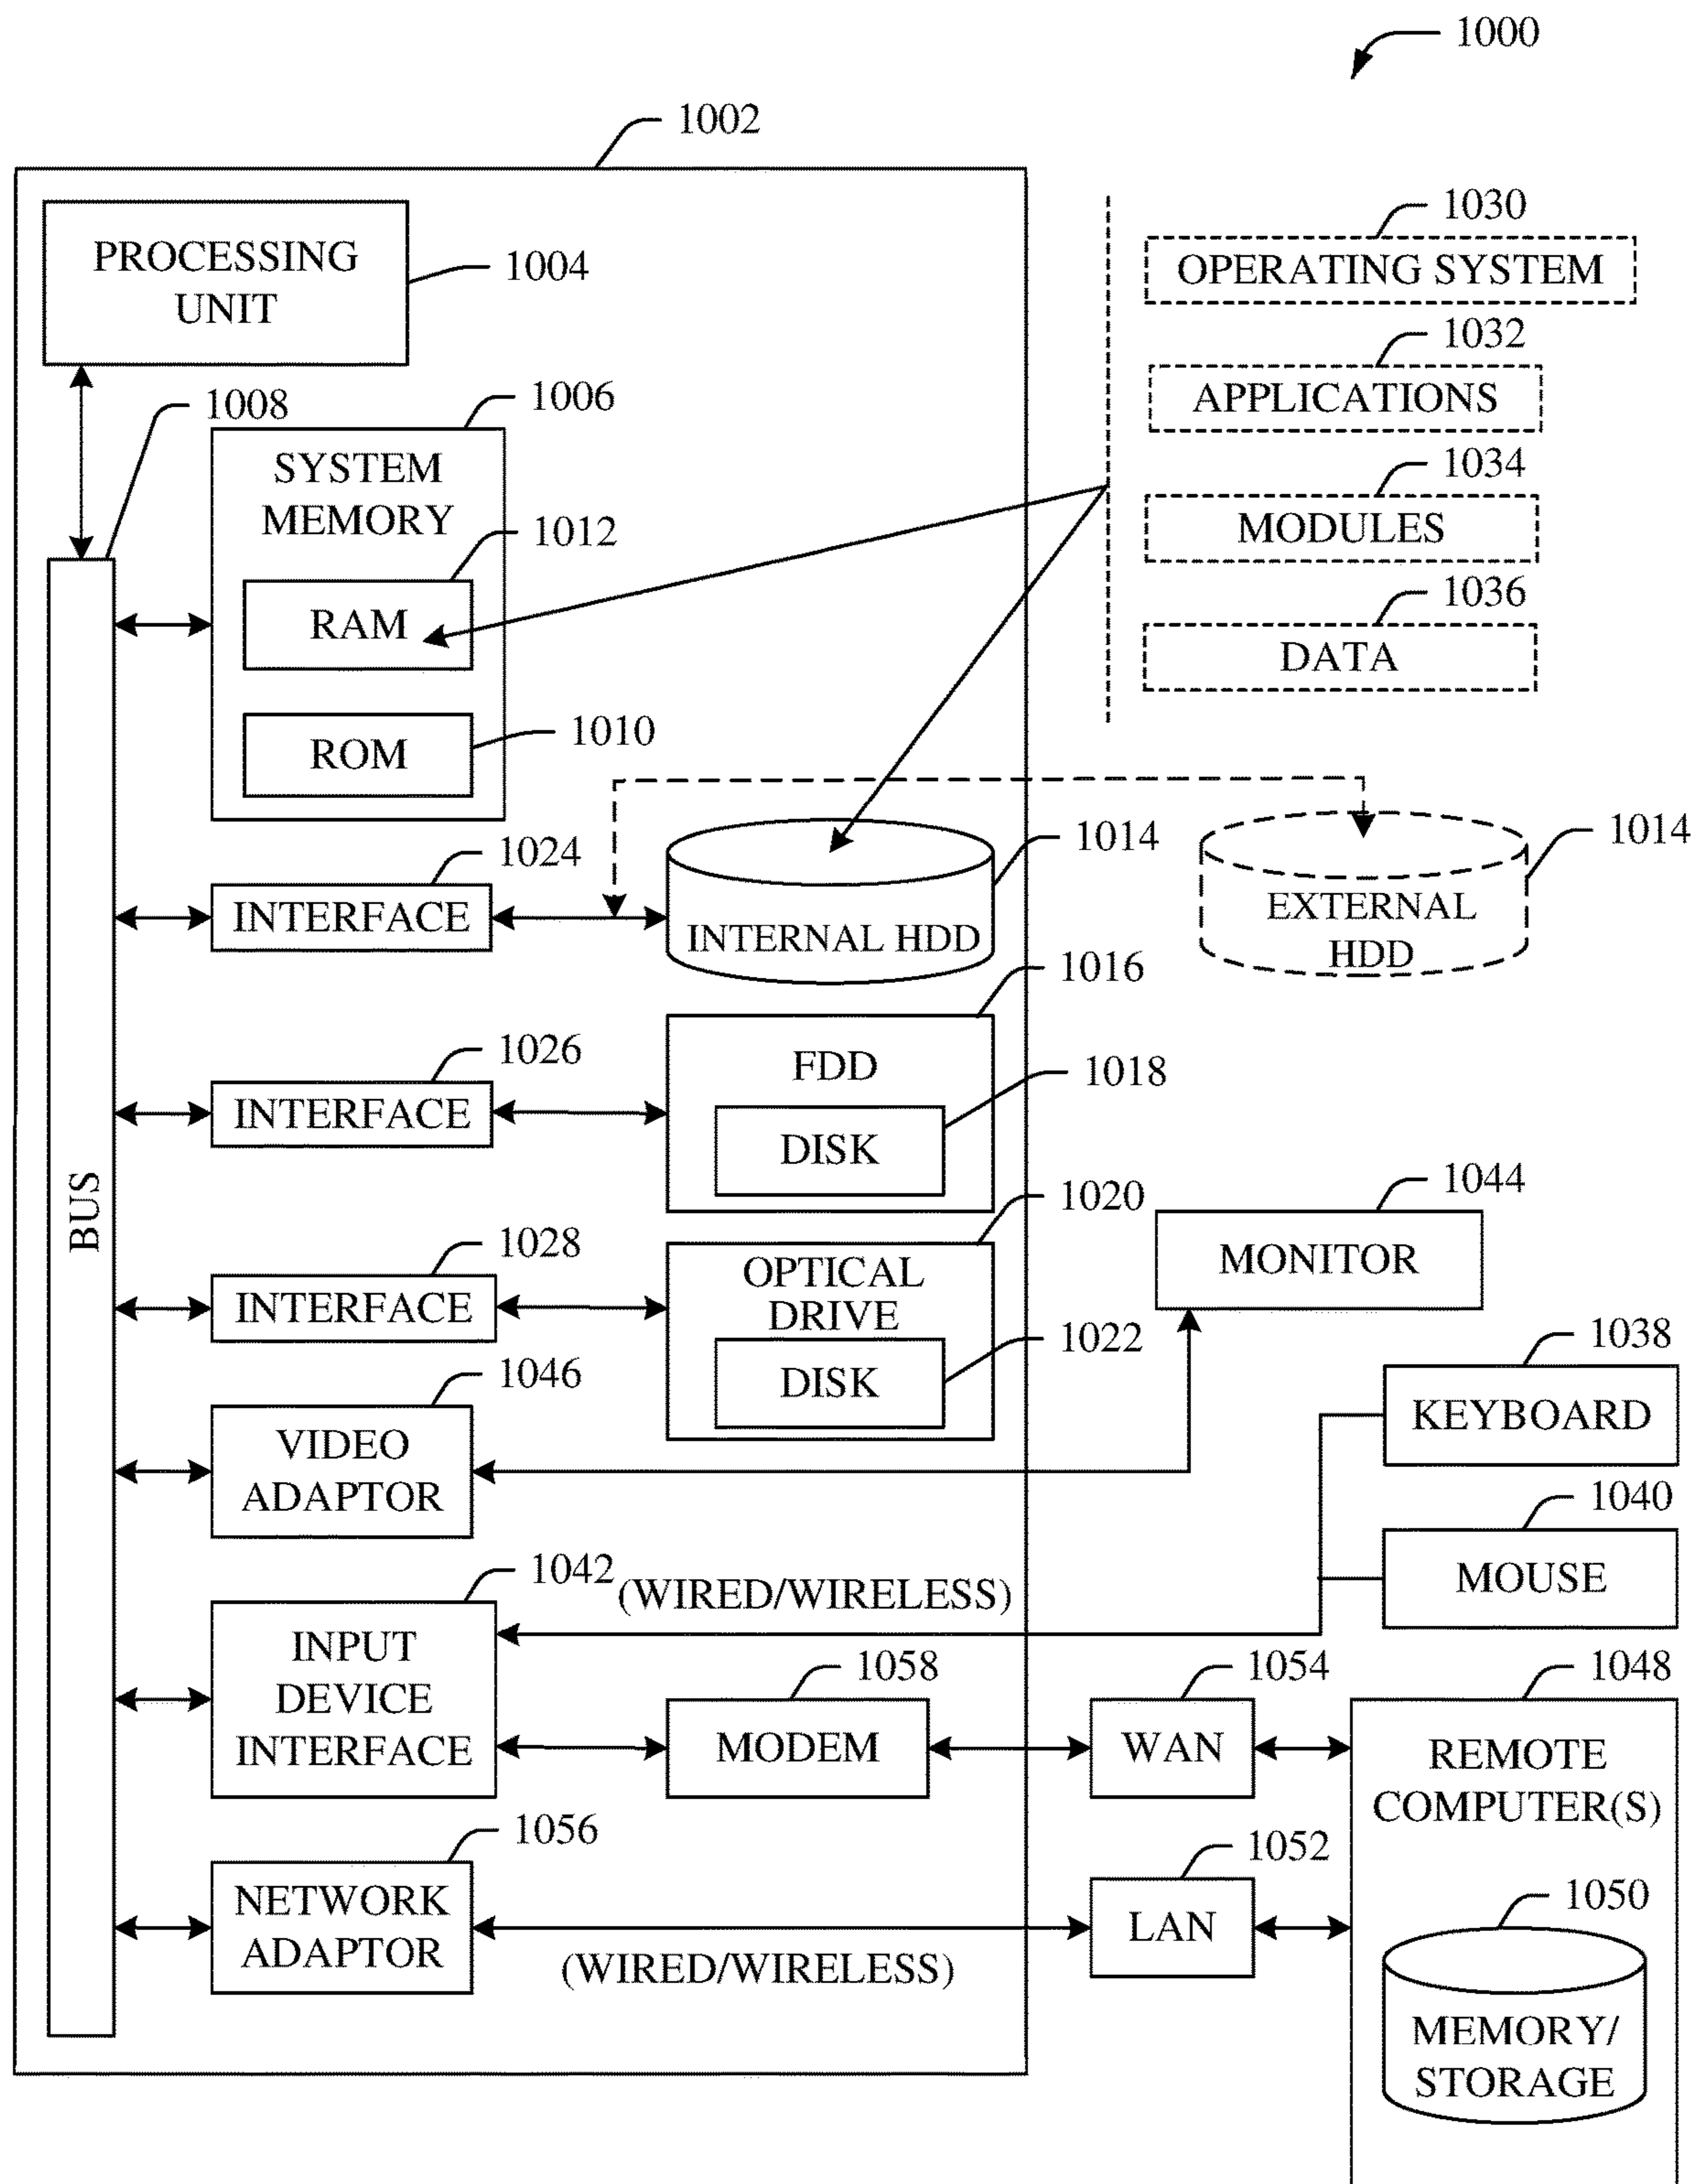 1000
1002
PROCESSING
UNIT
1004
1030
OPERATING SYSTEM
1032
APPLICATIONS
1034
MODULES
1036
DATA
1008
1006
SYSTEM
MEMORY
1012
RAM
1010
ROM
1024
INTERFACE
1014
INTERNAL HDD
1014
EXTERNAL
HDD
1016
FDD
1026
INTERFACE
1018
DISK
BUS
1020
OPTICAL
DRIVE
1028
INTERFACE
1022
DISK
1044
MONITOR
1046
VIDEO
ADAPTOR
1038
KEYBOARD
1040
MOUSE
1042
(WIRED/WIRELESS)
INPUT
DEVICE
INTERFACE
1058
MODEM
1054
WAN
1048
REMOTE
COMPUTER(S)
1056
NETWORK
ADAPTOR
(WIRED/WIRELESS)
1052
LAN
1050
MEMORY/
STORAGE